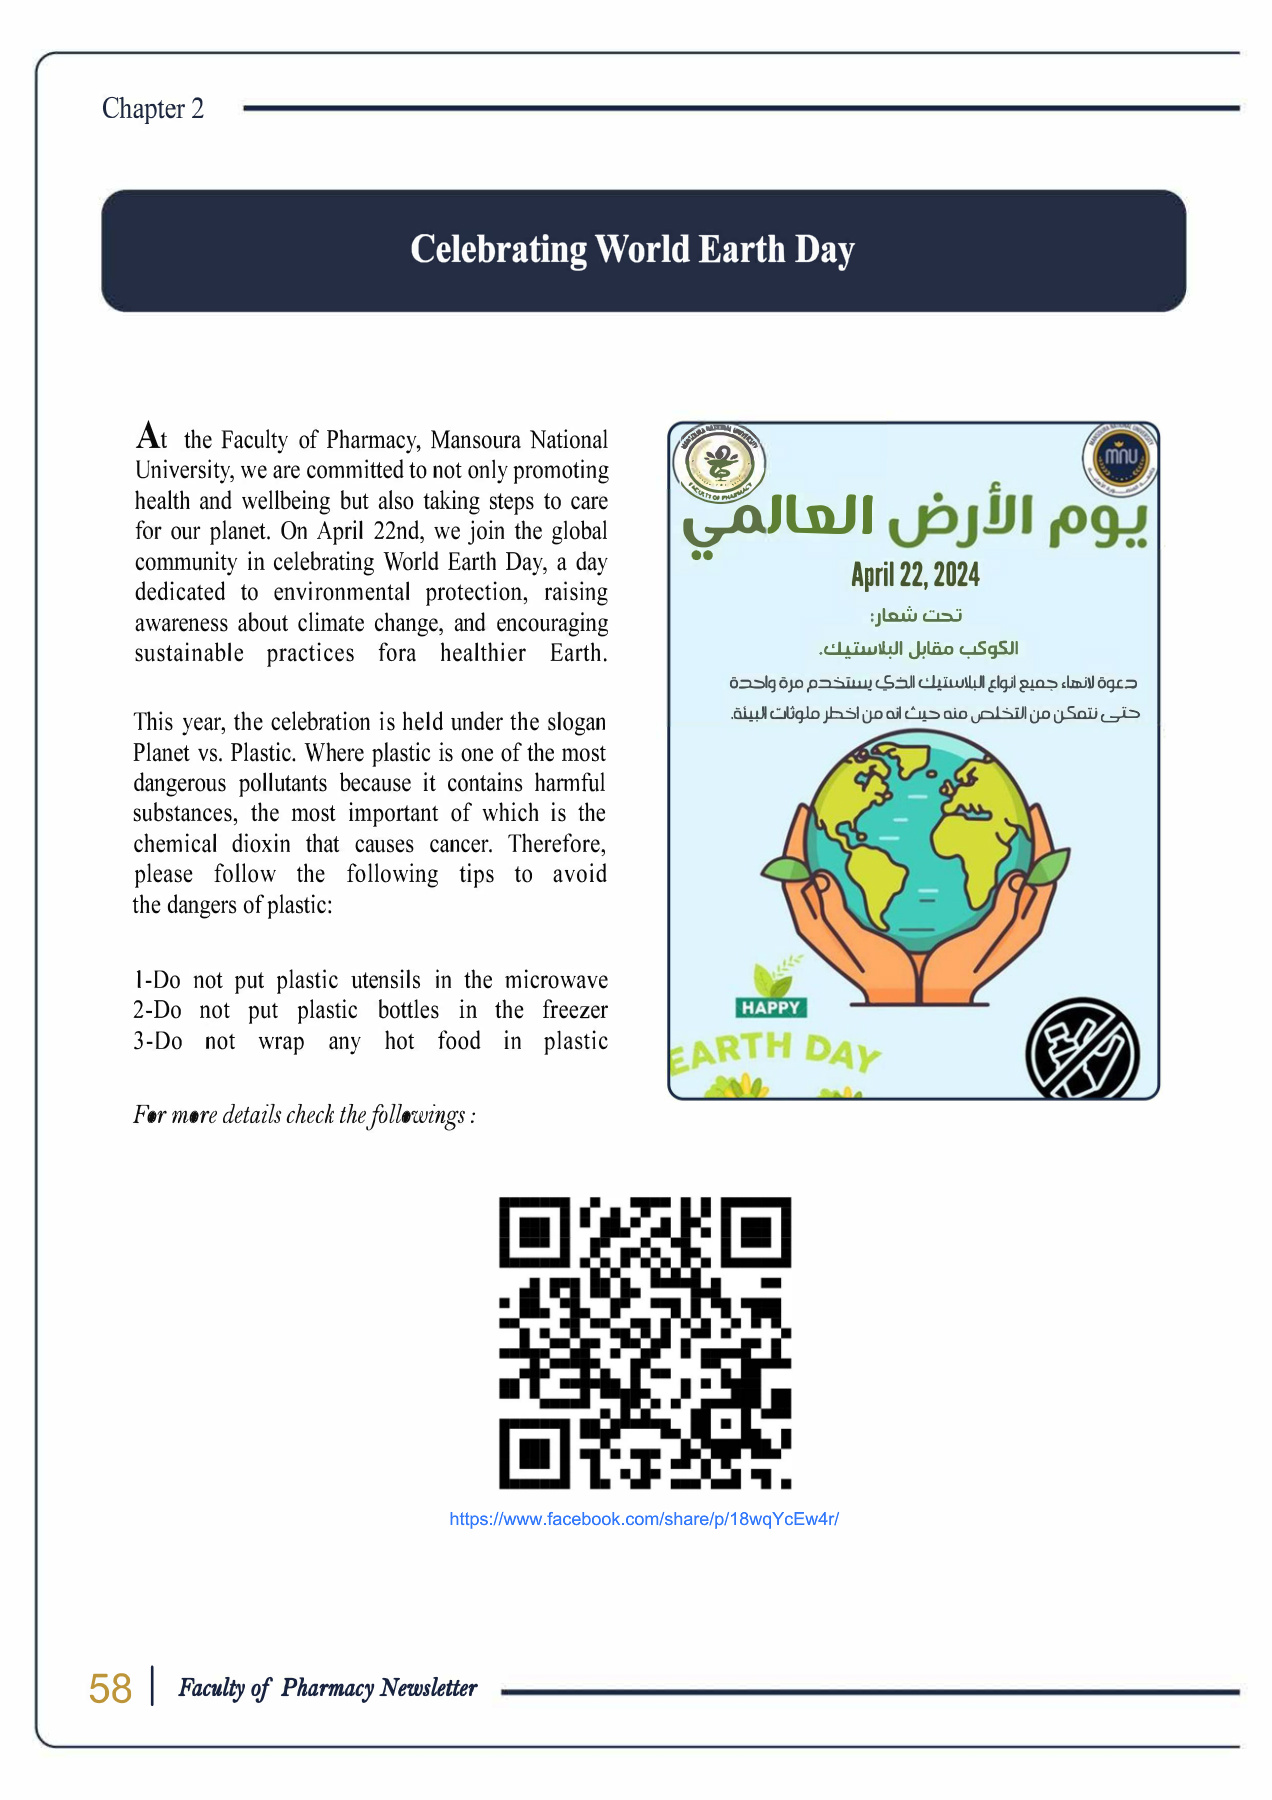 Chapter 2
Celebrating World Earth Day
At the Faculty of Pharmacy, Mansoura National
University, we are committed to not only promoting
health and wellbeing but also taking steps to care
for our planet. On April 22nd, we join the global
community in celebrating World Earth Day, a day
dedicated to environmental protection, raising
awareness about climate change, and encouraging
sustainable practices fora healthier Earth.
This year, the celebration is held under the slogan
Planet vs. Plastic. Where plastic is one of the most
dangerous pollutants because it contains harmful
substances, the most important of which is the
chemical dioxin that causes cancer. Therefore,
please follow the following tips to avoid
the dangers of plastic:
1-Do not put plastic utensils in the microwave
2-Do not put plastic bottles in the freezer
3-Do not wrap any hot food in plastic
For more details check the followings :
MANSOURA NATIONAL UNIVERSITY
FACULTY OF PHARMACY
MANSOURA NATIONAL UNIVERSITY
mnu
يوم الأرض العالمي
April 22, 2024
تحت شعار:
الكوكب مقابل البلاستيك.
دعوة لانهاء جميع انواع البلاستيك الذي يستخدم مرة واحدة
حتى نتمكن من التخلص منه حيث انه من اخطر ملوثات البيئة.
HAPPY
EARTH DAY
https://www.facebook.com/share/p/18wqYcEw4r/
58
Faculty of Pharmacy Newsletter